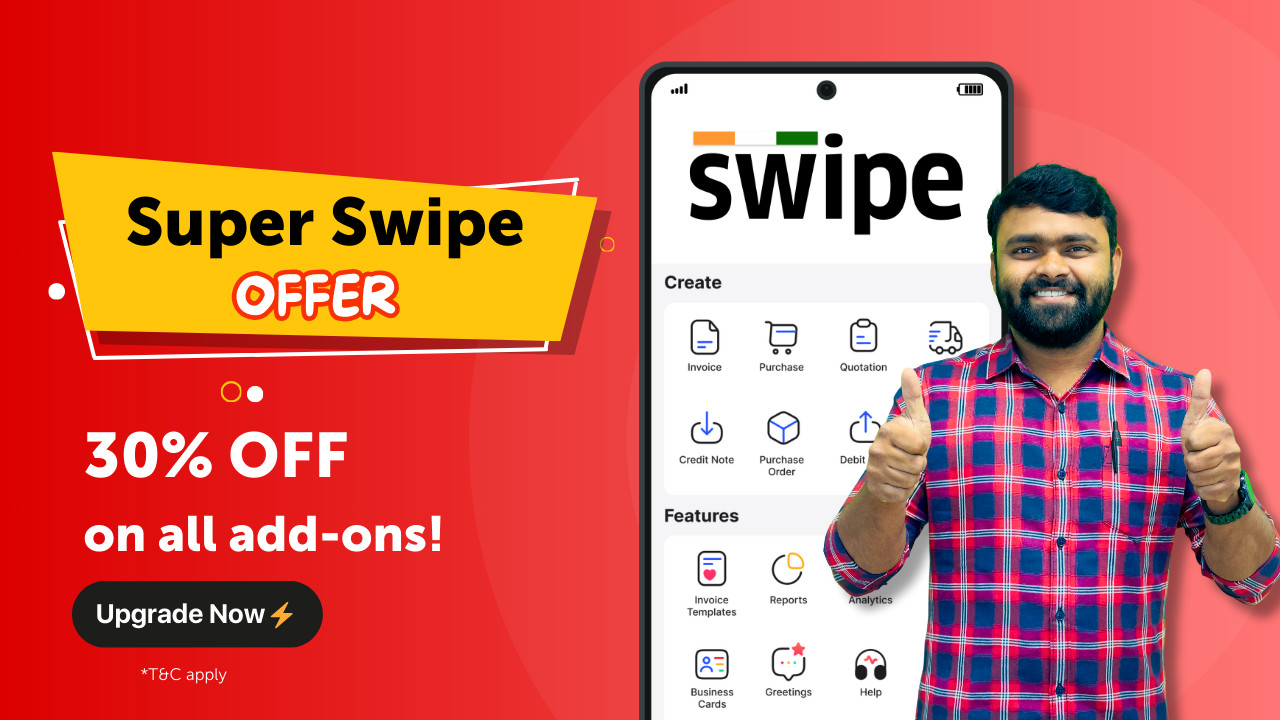 Super Swipe
OFFER
30% OFF
on all add-ons!
Upgrade Now
*T&C apply
swipe
Create
Invoice
Purchase
Quotation
Credit Note
Purchase
Order
Debit
Features
Invoice
Templates
Reports
Analytics
Business
Cards
Greetings
Help